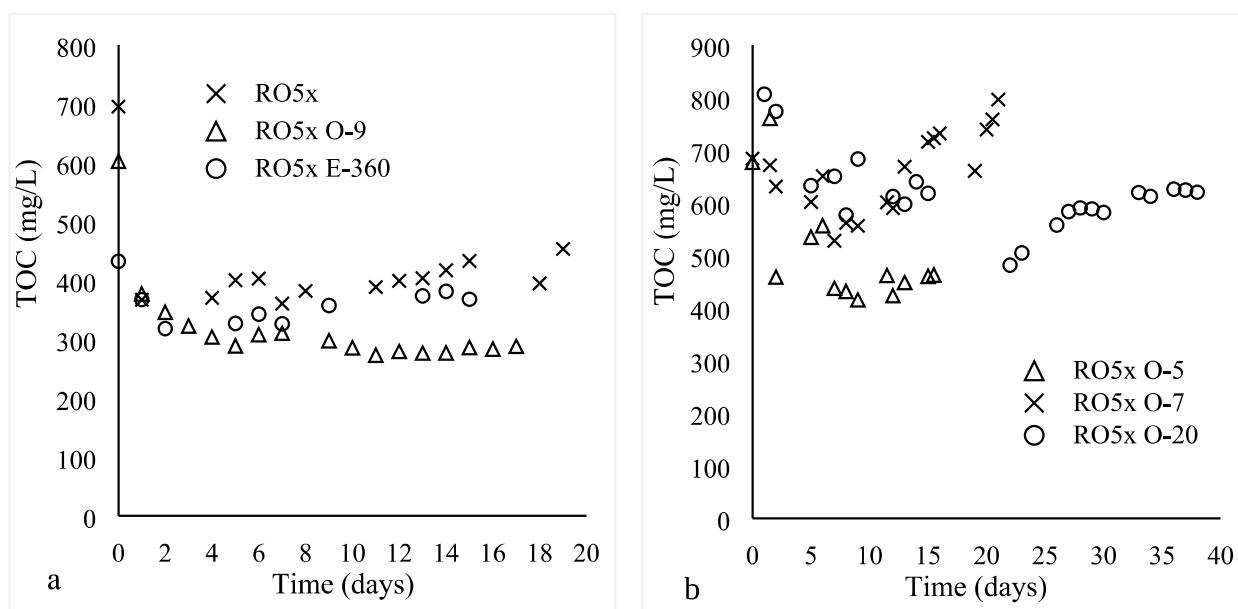 800
700
600
500
400
300
200
100
0
TOC (mg/L)
RO5x
RO5x O-9
RO5x E-360
0 2 4 6 8 10 12 14 16 18 20
Time (days)
a
900
800
700
600
500
400
300
200
100
0
TOC (mg/L)
RO5x O-5
RO5x O-7
RO5x O-20
0 5 10 15 20 25 30 35 40
Time (days)
b